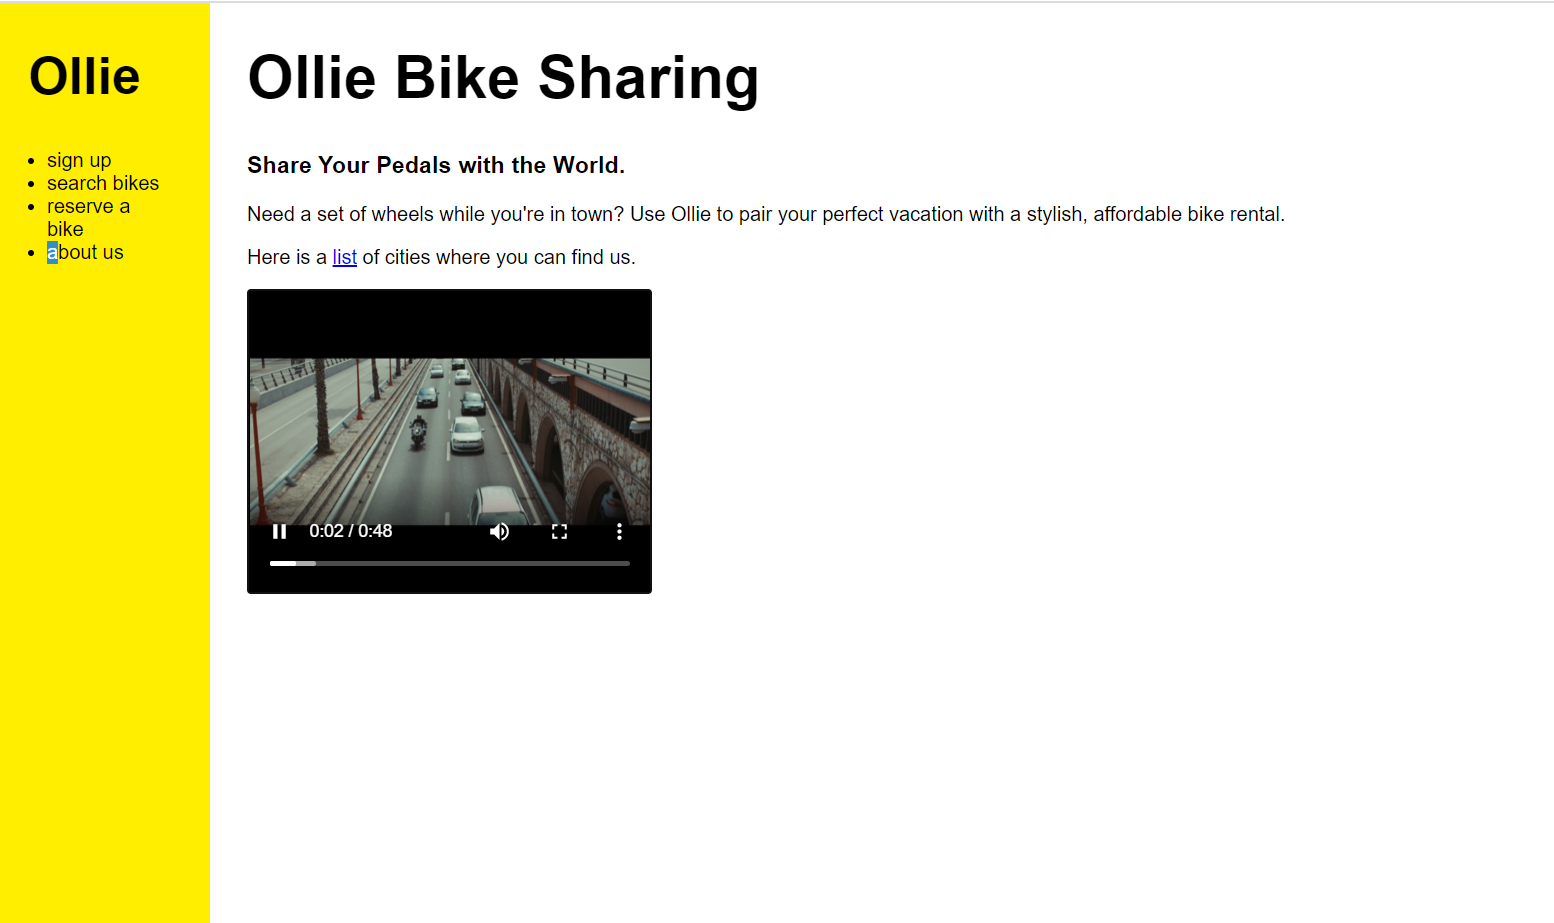 Ollie
sign up
search bikes
reserve a
bike
about us
Ollie Bike Sharing
Share Your Pedals with the World.
Need a set of wheels while you're in town? Use Ollie to pair your perfect vacation with a stylish, affordable bike rental.
Here is a list of cities where you can find us.
0:02 / 0:48